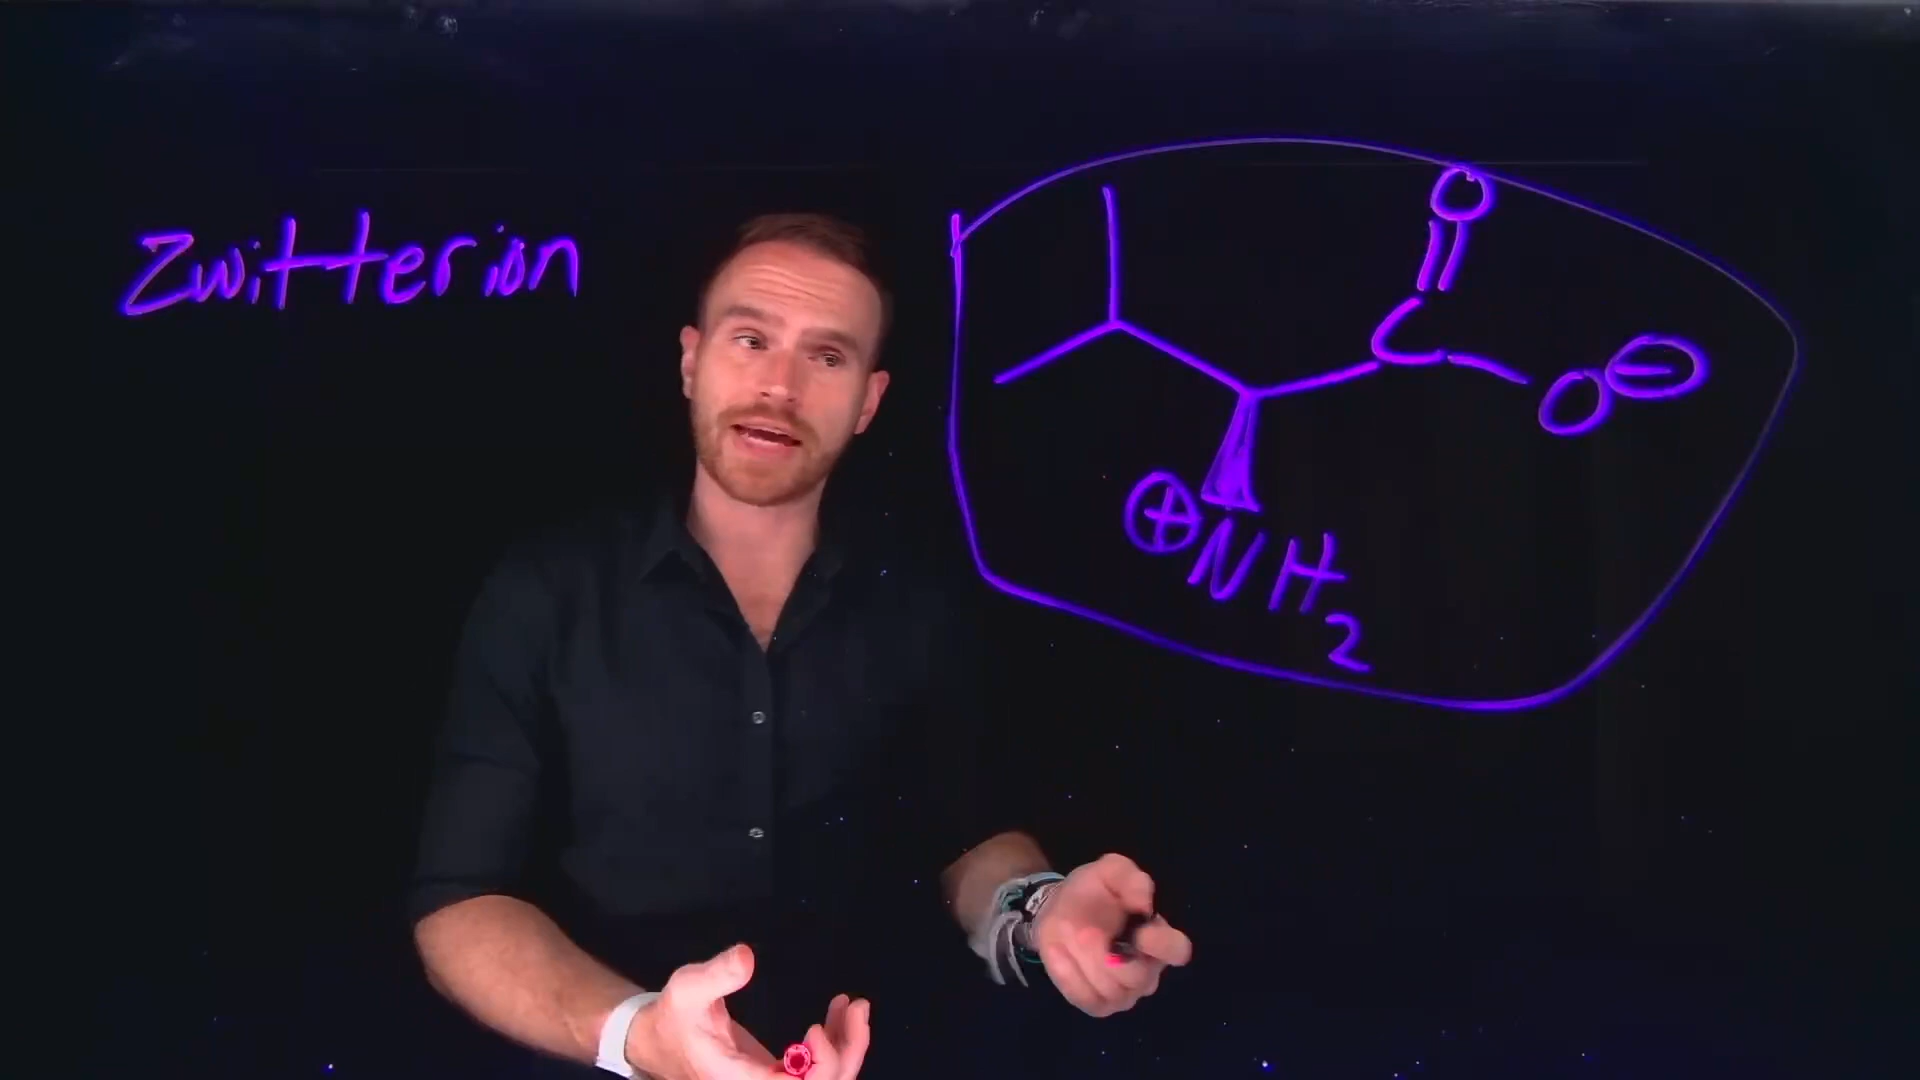 Zwitterion
O
C
O⊖
⊕NH₂